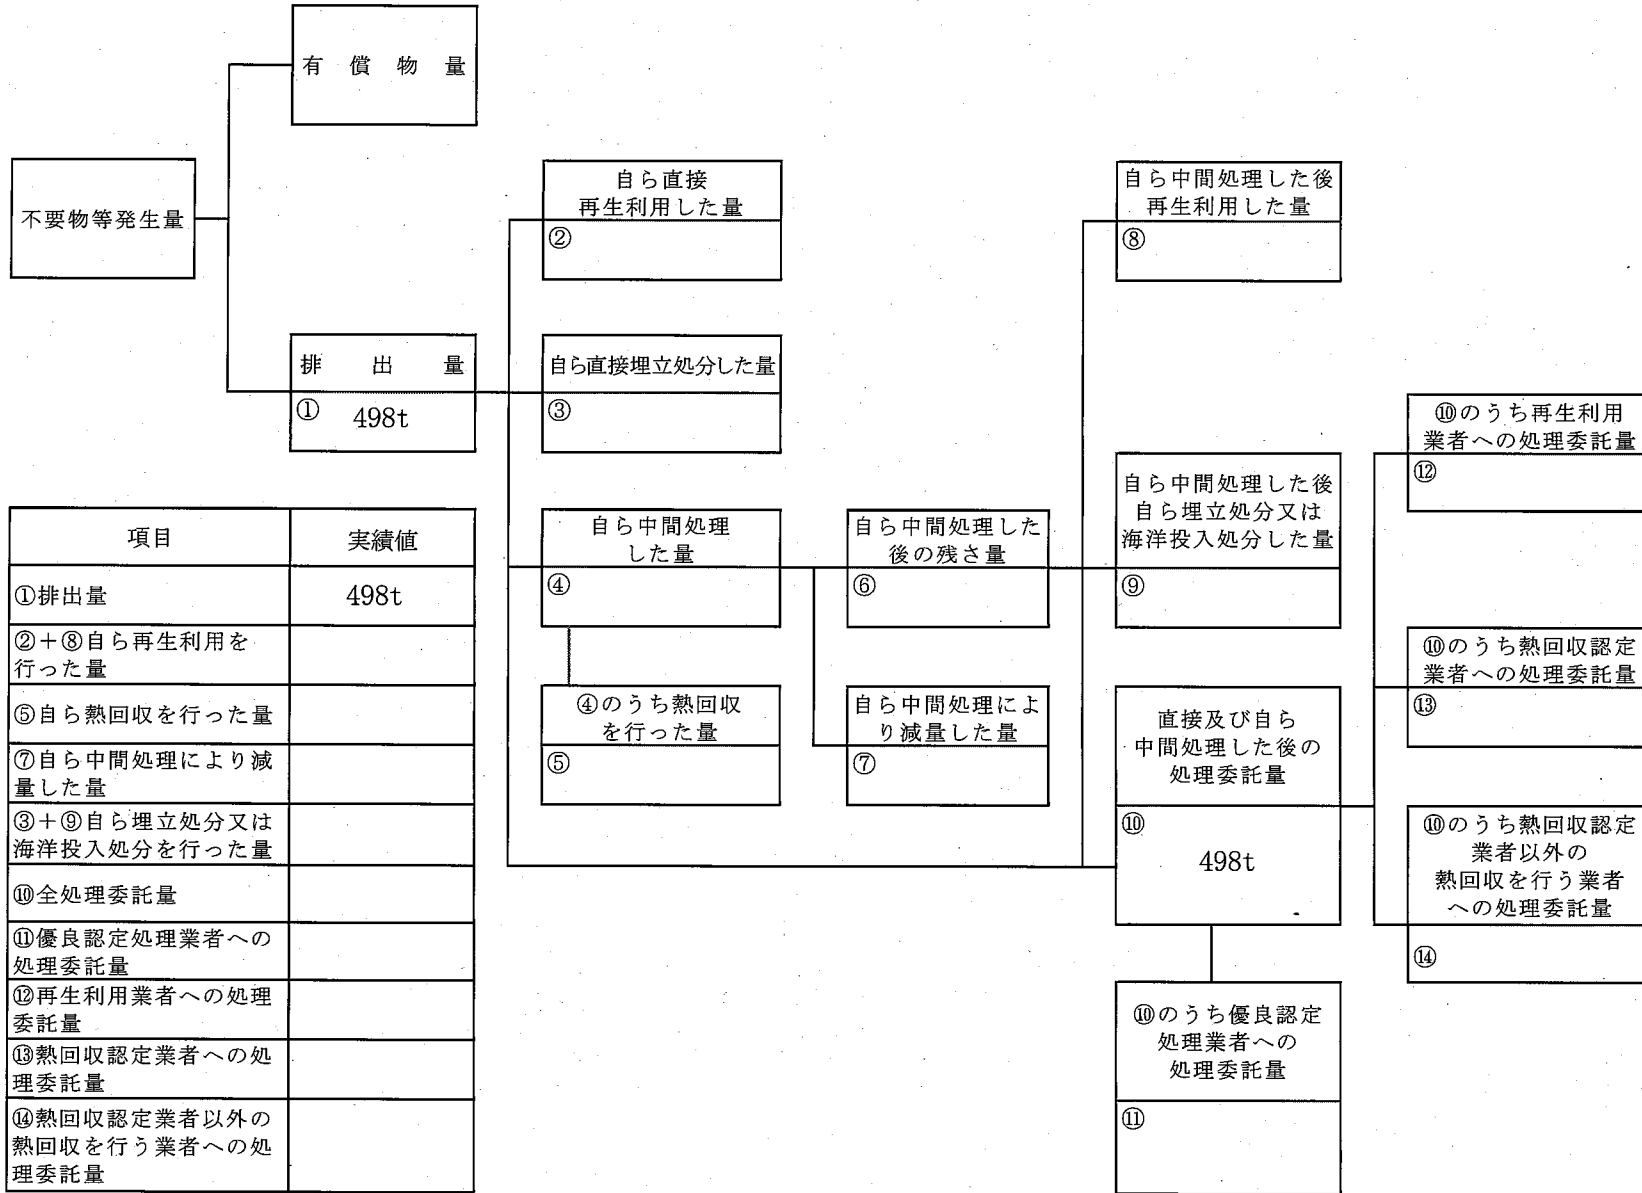 有償物量
不要物等発生量
排出量
① 498t
自ら直接
再生利用した量
②
自ら直接埋立処分した量
③
自ら中間処理
した量
④
④のうち熱回収
を行った量
⑤
自ら中間処理した
後の残さ量
⑥
自ら中間処理によ
り減量した量
⑦
自ら中間処理した後
再生利用した量
⑧
自ら中間処理した後
自ら埋立処分又は
海洋投入処分した量
⑨
直接及び自ら
中間処理した後の
処理委託量
⑩
498t
⑩のうち優良認定
処理業者への
処理委託量
⑪
⑩のうち再生利用
業者への処理委託量
⑫
⑩のうち熱回収認定
業者への処理委託量
⑬
⑩のうち熱回収認定
業者以外の
熱回収を行う業者
への処理委託量
⑭
項目 実績値
①排出量 498t
②＋⑧自ら再生利用を
行った量
⑤自ら熱回収を行った量
⑦自ら中間処理により減
量した量
③＋⑨自ら埋立処分又は
海洋投入処分を行った量
⑩全処理委託量
⑪優良認定処理業者への
処理委託量
⑫再生利用業者への処理
委託量
⑬熱回収認定業者への処
理委託量
⑭熱回収認定業者以外の
熱回収を行う業者への処
理委託量